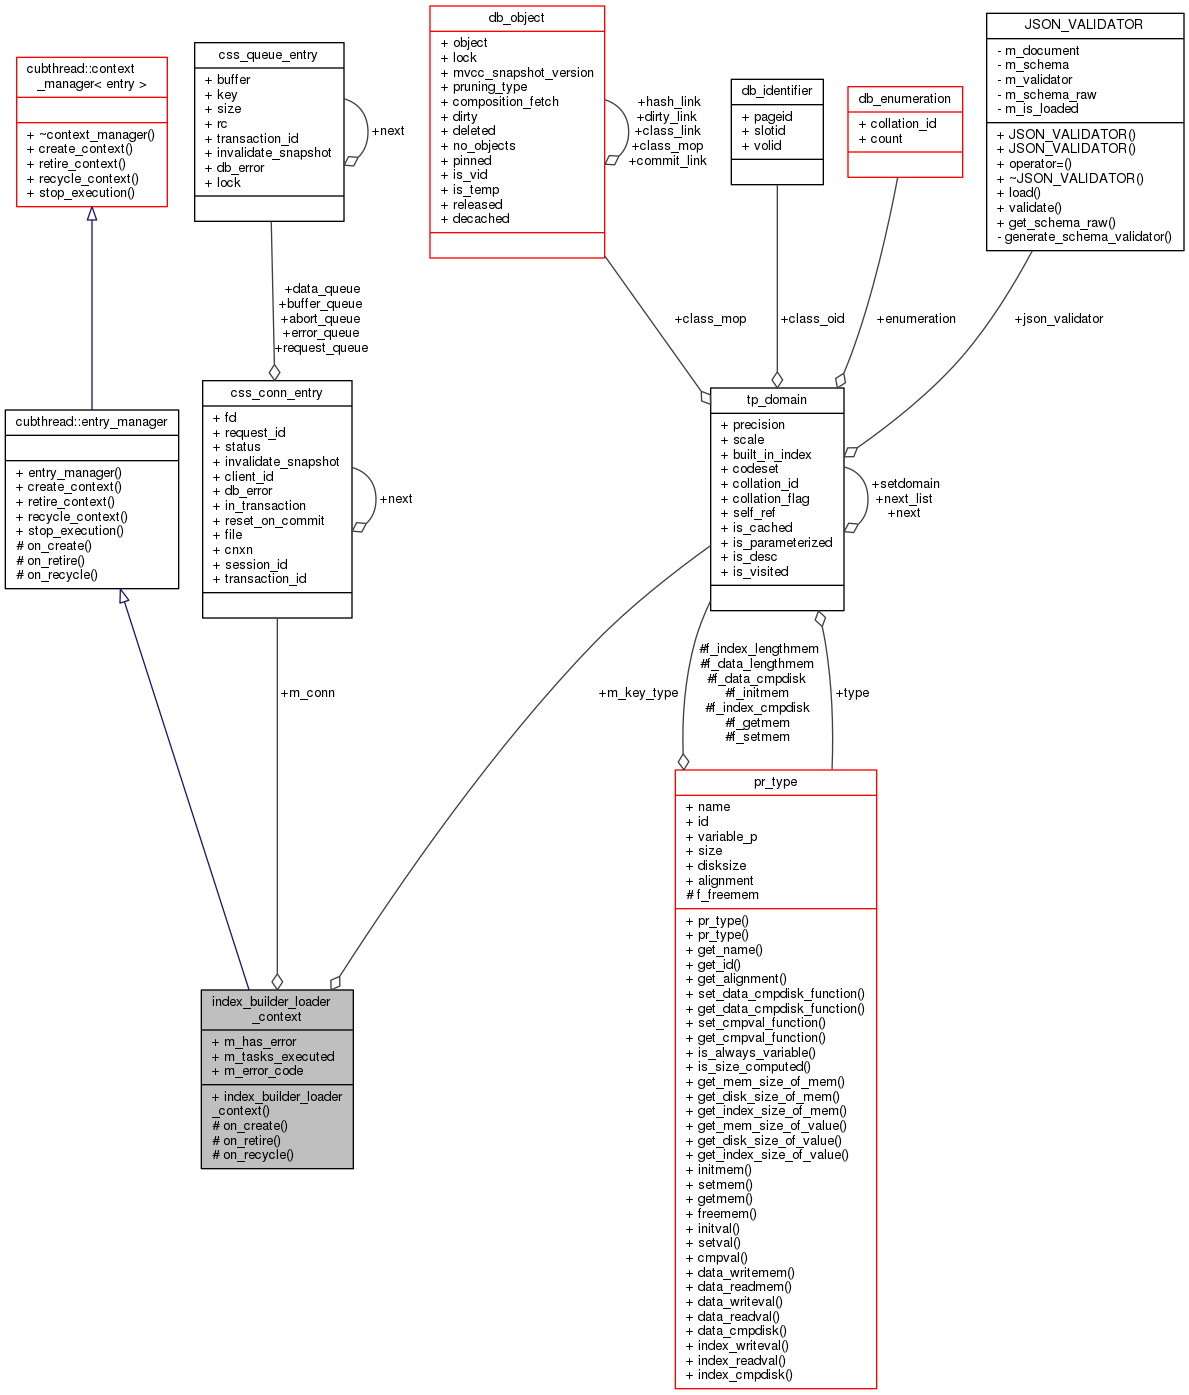 cubthread::context
_manager< entry >
+ ~context_manager()
+ create_context()
+ retire_context()
+ recycle_context()
+ stop_execution()
css_queue_entry
+ buffer
+ key
+ size
+ rc
+ transaction_id
+ invalidate_snapshot
+ db_error
+ lock
+next
db_object
+ object
+ lock
+ mvcc_snapshot_version
+ pruning_type
+ composition_fetch
+ dirty
+ deleted
+ no_objects
+ pinned
+ is_vid
+ is_temp
+ released
+ decached
+hash_link
+dirty_link
+class_link
+class_mop
+commit_link
db_identifier
+ pageid
+ slotid
+ volid
db_enumeration
+ collation_id
+ count
JSON_VALIDATOR
- m_document
- m_schema
- m_validator
- m_schema_raw
- m_is_loaded
+ JSON_VALIDATOR()
+ JSON_VALIDATOR()
+ operator=()
+ ~JSON_VALIDATOR()
+ load()
+ validate()
+ get_schema_raw()
- generate_schema_validator()
+data_queue
+buffer_queue
+abort_queue
+error_queue
+request_queue
+class_mop
+class_oid
+enumeration
+json_validator
cubthread::entry_manager
+ entry_manager()
+ create_context()
+ retire_context()
+ recycle_context()
+ stop_execution()
# on_create()
# on_retire()
# on_recycle()
css_conn_entry
+ fd
+ request_id
+ status
+ invalidate_snapshot
+ client_id
+ db_error
+ in_transaction
+ reset_on_commit
+ file
+ cnxn
+ session_id
+ transaction_id
+next
tp_domain
+ precision
+ scale
+ built_in_index
+ codeset
+ collation_id
+ collation_flag
+ self_ref
+ is_cached
+ is_parameterized
+ is_desc
+ is_visited
+setdomain
+next_list
+next
+m_conn
+m_key_type
#f_index_lengthmem
#f_data_lengthmem
#f_data_cmpdisk
#f_initmem
#f_index_cmpdisk
#f_getmem
#f_setmem
+type
pr_type
+ name
+ id
+ variable_p
+ size
+ disksize
+ alignment
# f_freemem
+ pr_type()
+ pr_type()
+ get_name()
+ get_id()
+ get_alignment()
+ set_data_cmpdisk_function()
+ get_data_cmpdisk_function()
+ set_cmpval_function()
+ get_cmpval_function()
+ is_always_variable()
+ is_size_computed()
+ get_mem_size_of_mem()
+ get_disk_size_of_mem()
+ get_index_size_of_mem()
+ get_mem_size_of_value()
+ get_disk_size_of_value()
+ get_index_size_of_value()
+ initmem()
+ setmem()
+ getmem()
+ freemem()
+ initval()
+ setval()
+ cmpval()
+ data_writemem()
+ data_readmem()
+ data_writeval()
+ data_readval()
+ data_cmpdisk()
+ index_writeval()
+ index_readval()
+ index_cmpdisk()
index_builder_loader
_context
+ m_has_error
+ m_tasks_executed
+ m_error_code
+ index_builder_loader
_context()
# on_create()
# on_retire()
# on_recycle()